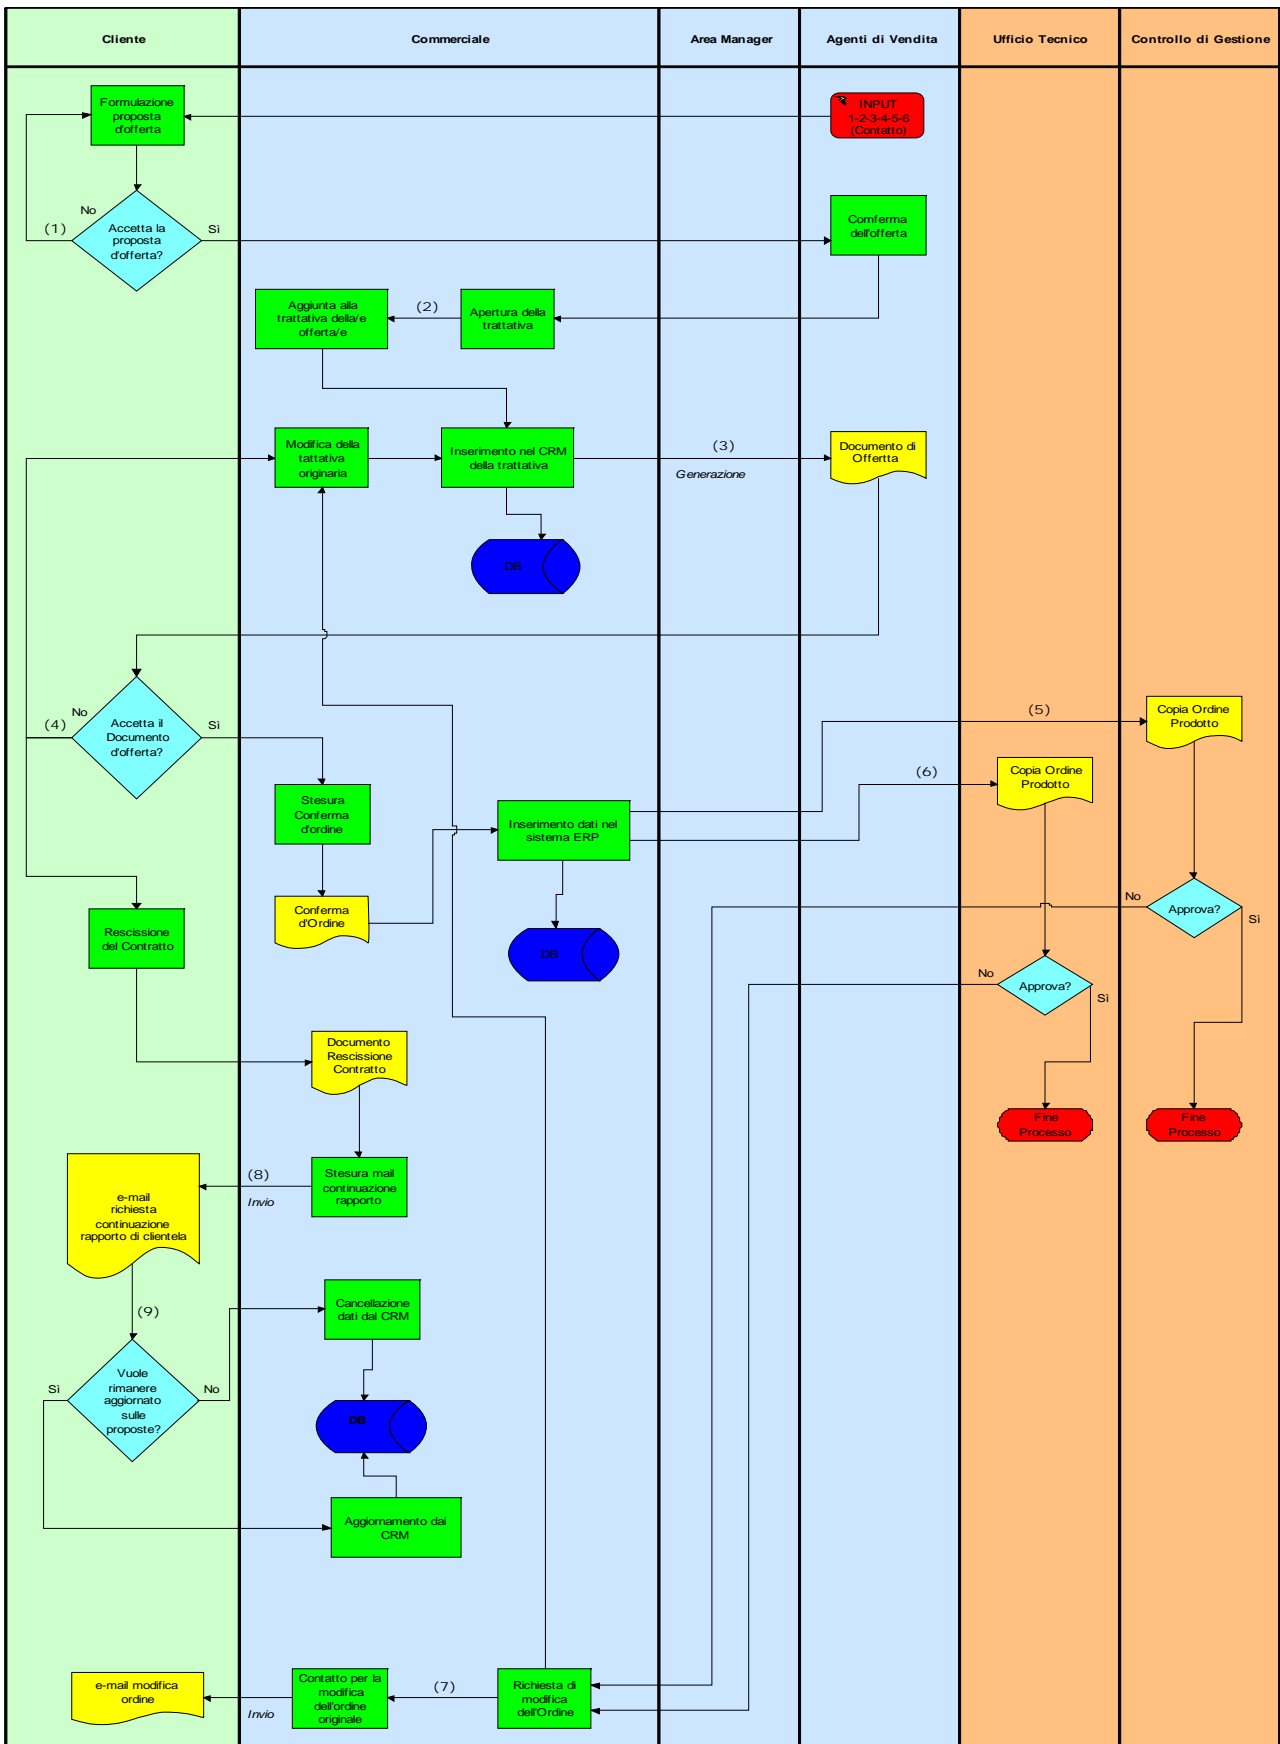 Cliente
Commerciale
Area Manager
Agenti di Vendita
Ufficio Tecnico
Controllo di Gestione
Formulazione
proposta
d'offerta
INPUT
1-2-3-4-5-6
(Contatto)
No
(1)
Accetta la
proposta
d'offerta?
Sì
Comferma
dell'offerta
Aggiunta alla
trattativa della/e
offerta/e
(2)
Apertura della
trattativa
Modifica della
tattativa
originaria
Inserimento nel CRM
della trattativa
(3)
Generazione
Documento di
Offertta
DB
No
(4)
Accetta il
Documento
d'offerta?
Sì
(5)
Copia Ordine
Prodotto
(6)
Copia Ordine
Prodotto
Stesura
Conferma
d'ordine
Inserimento dati nel
sistema ERP
Conferma
d'Ordine
DB
No
Approva?
Sì
Rescissione
del Contratto
No
Approva?
Sì
Documento
Rescissione
Contratto
Fine
Processo
Fine
Processo
Stesura mail
continuazione
rapporto
(8)
Invio
e-mail
richiesta
continuazione
rapporto di clientela
(9)
Cancellazione
dati dal CRM
Sì
Vuole
rimanere
aggiornato
sulle
proposte?
No
DB
Aggiornamento dai
CRM
e-mail modifica
ordine
Invio
Contatto per la
modifica
dell'ordine
originale
(7)
Richiesta di
modifica
dell'Ordine